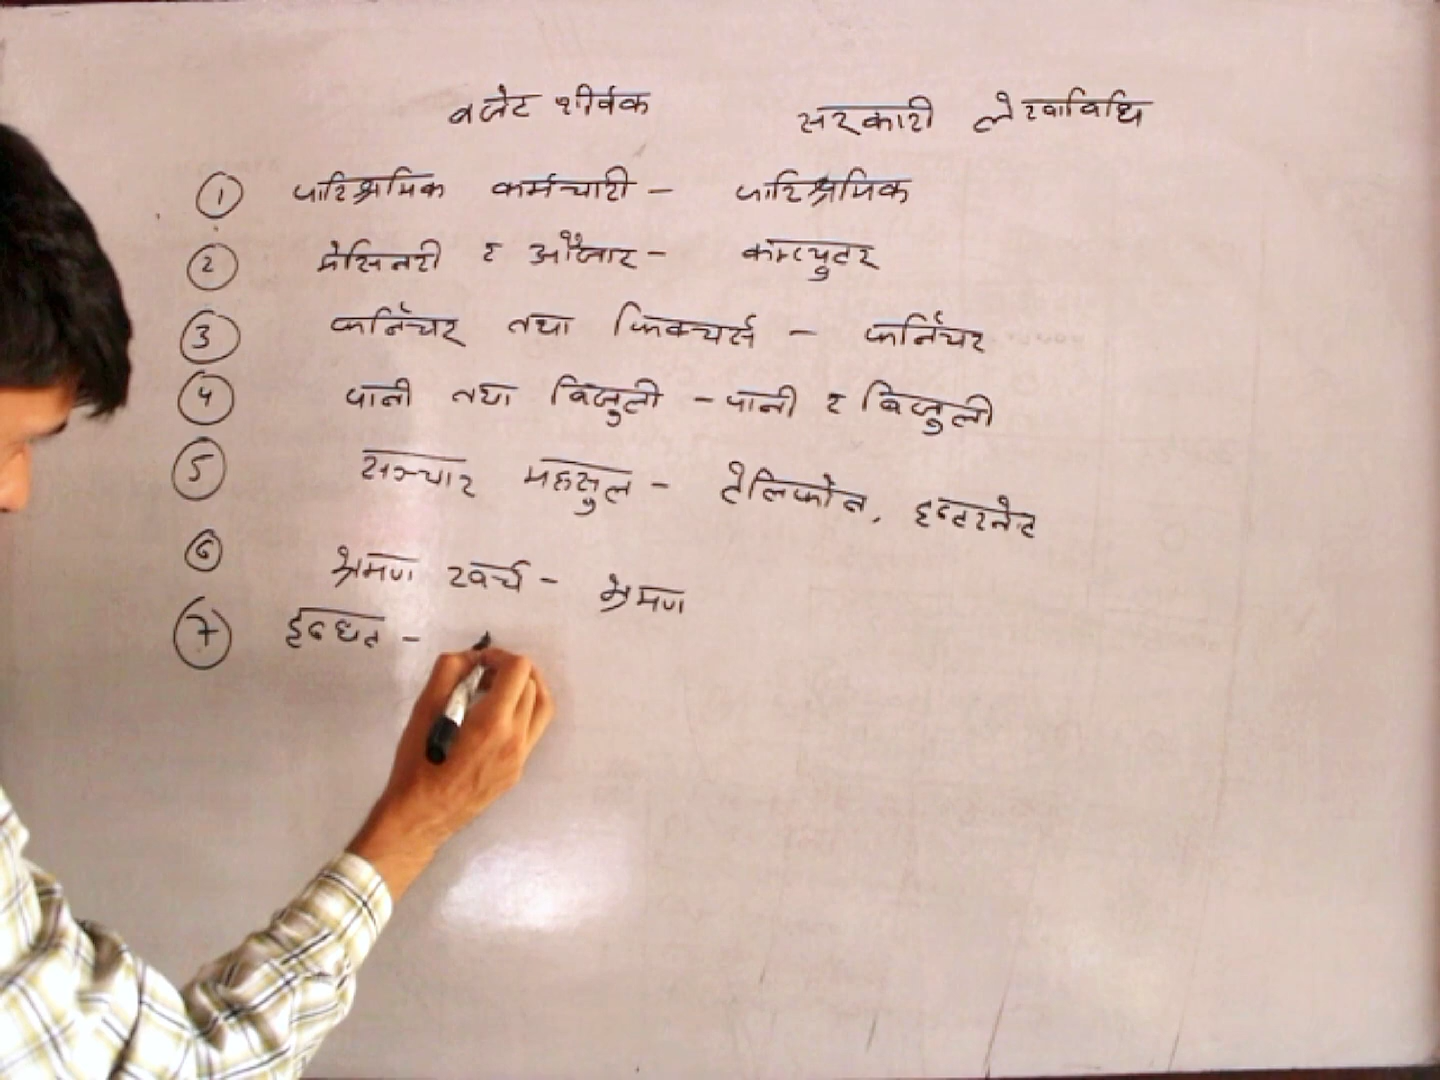 बजेट शीर्षक सरकारी लेखाविधि
1 पारिश्रमिक कर्मचारी - पारिश्रमिक
2 मेसिनरी र औजार - कम्प्युटर
3 फर्निचर तथा फिक्चर्स - फर्निचर
4 पानी तथा बिजुली - पानी र बिजुली
5 सञ्चार महसुल - टेलिफोन, इन्टरनेट
6 भ्रमण खर्च - भ्रमण
7 इन्धन -